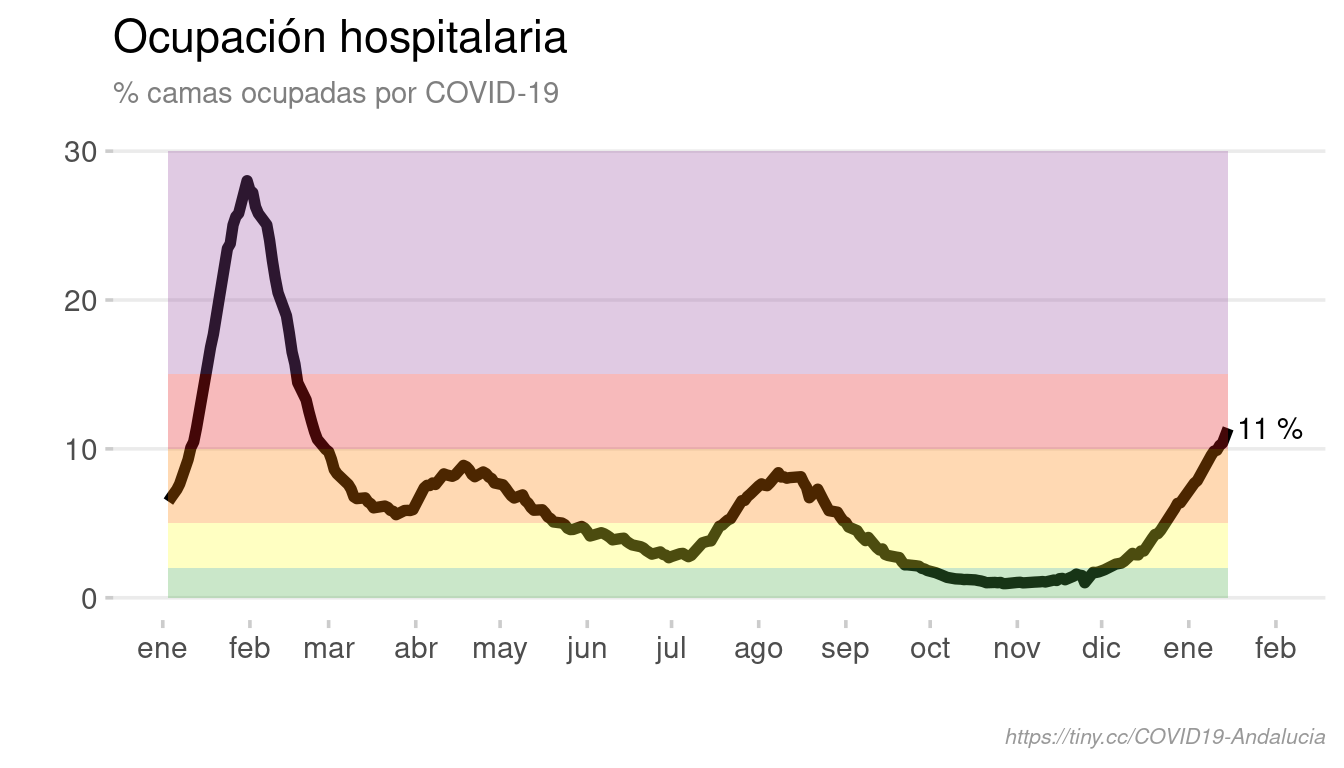 Ocupación hospitalaria
% camas ocupadas por COVID-19
30
20
10
0
11 %
ene feb mar abr may jun jul ago sep oct nov dic ene feb
https://tiny.cc/COVID19-Andalucia